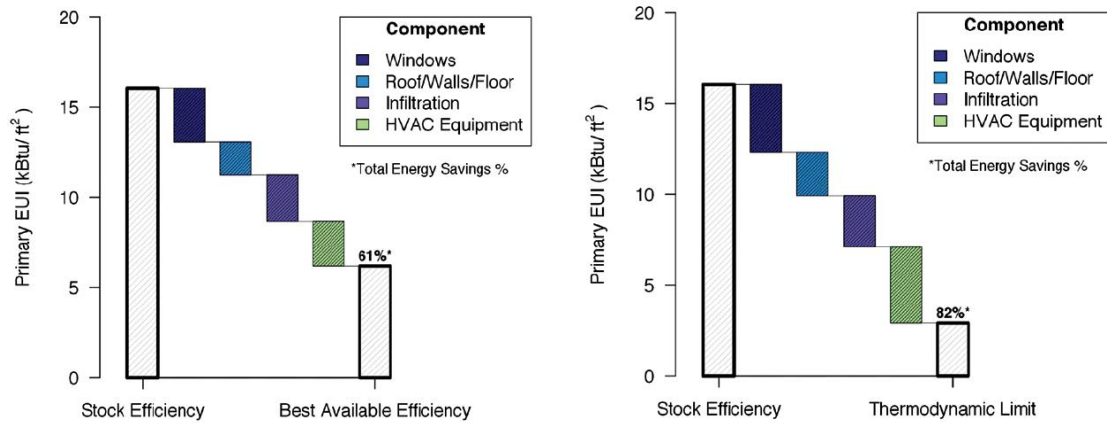 20
15
10
5
0
Primary EUI (kBtu/ ft²)
Component
Windows
Roof/Walls/Floor
Infiltration
HVAC Equipment
*Total Energy Savings %
61%*
Stock Efficiency
Best Available Efficiency
20
15
10
5
0
Primary EUI (kBtu/ ft²)
Component
Windows
Roof/Walls/Floor
Infiltration
HVAC Equipment
*Total Energy Savings %
82%*
Stock Efficiency
Thermodynamic Limit